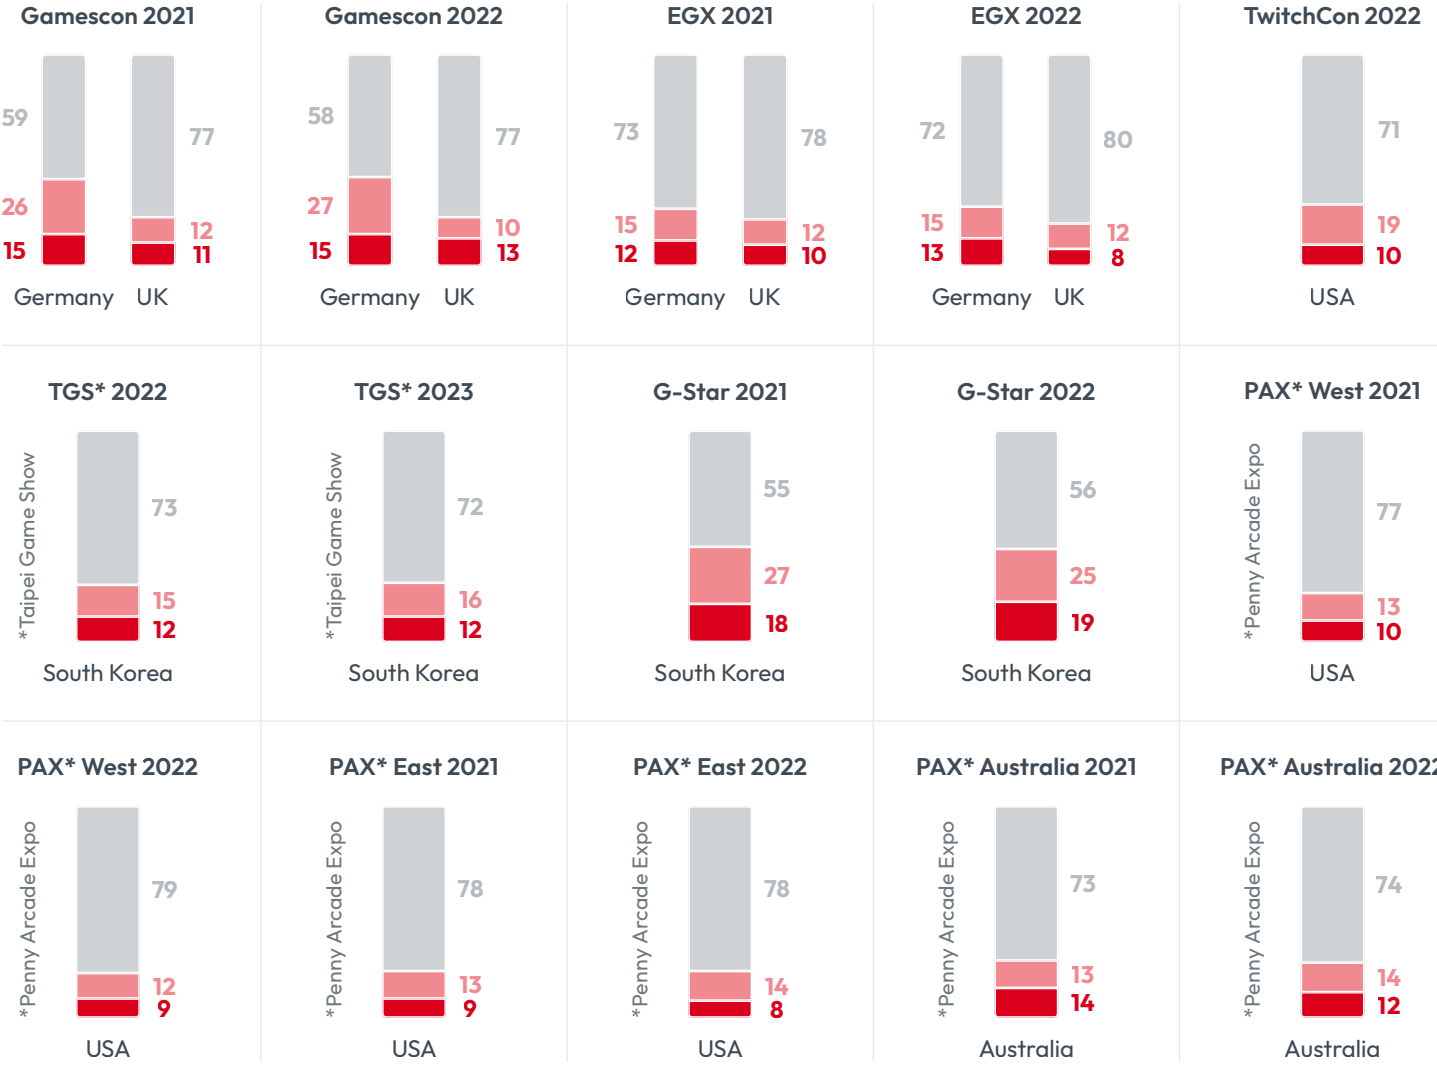 Gamescon 2021
59
26
15
77
12
11
Germany
UK
Gamescon 2022
58
27
15
77
10
13
Germany
UK
EGX 2021
73
15
12
78
12
10
Germany
UK
EGX 2022
72
15
13
80
12
8
Germany
UK
TwitchCon 2022
71
19
10
USA
TGS* 2022
*Taipei Game Show
73
15
12
South Korea
TGS* 2023
*Taipei Game Show
72
16
12
South Korea
G-Star 2021
55
27
18
South Korea
G-Star 2022
56
25
19
South Korea
PAX* West 2021
*Penny Arcade Expo
77
13
10
USA
PAX* West 2022
*Penny Arcade Expo
79
12
9
USA
PAX* East 2021
*Penny Arcade Expo
78
13
9
USA
PAX* East 2022
*Penny Arcade Expo
78
14
8
USA
PAX* Australia 2021
*Penny Arcade Expo
73
13
14
Australia
PAX* Australia 2022
*Penny Arcade Expo
74
14
12
Australia